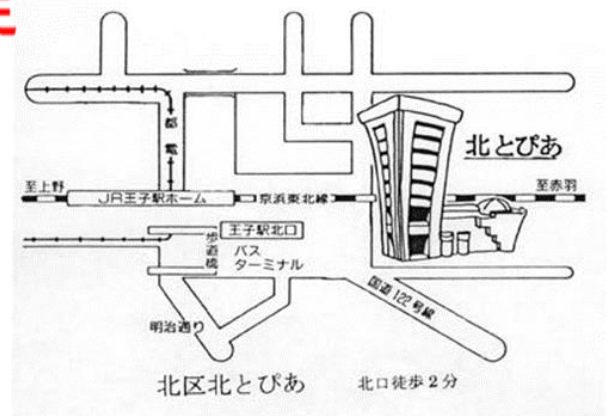 都電
北とぴあ
至上野
JR王子駅ホーム
京浜東北線
至赤羽
王子駅北口
歩道橋
バス
ターミナル
国道122号線
明治通り
北区北とぴあ
北口徒歩2分